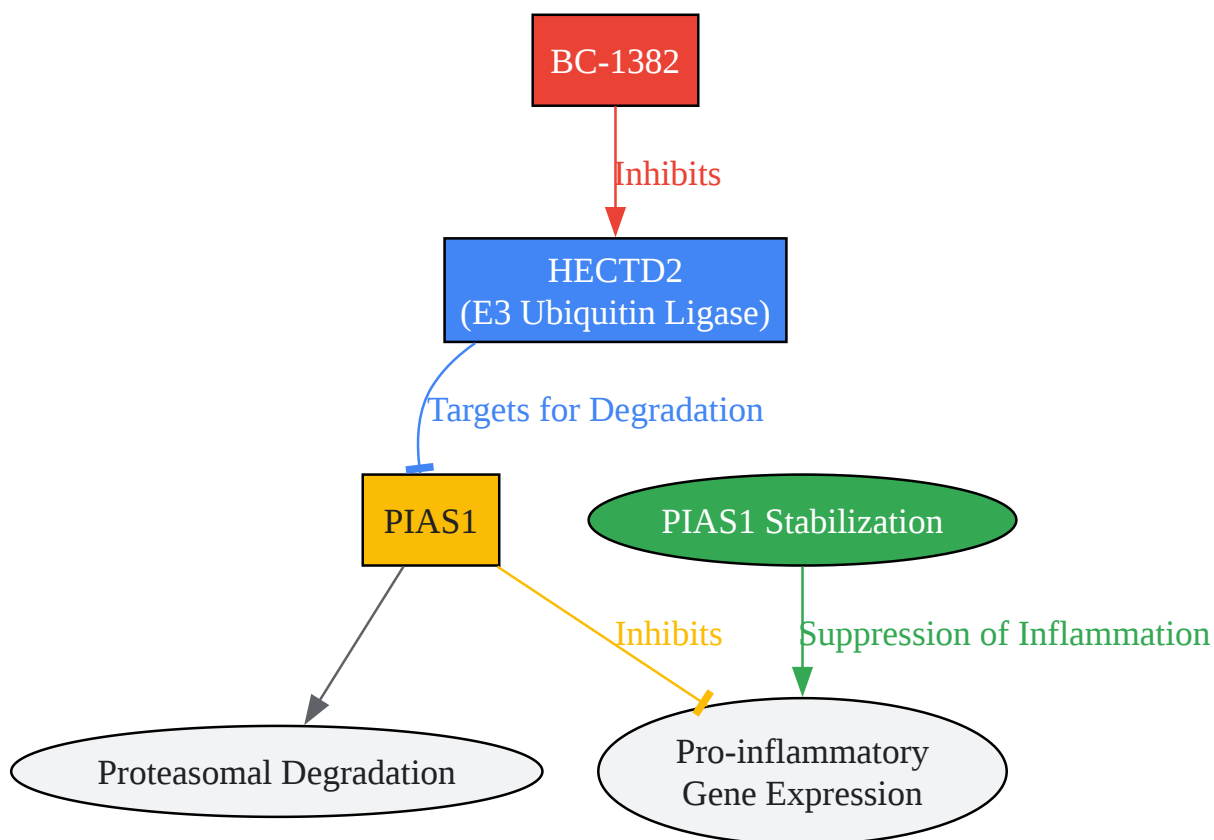 BC-1382
Inhibits
HECTD2
(E3 Ubiquitin Ligase)
Targets for Degradation
PIAS1
PIAS1 Stabilization
Inhibits
Suppression of Inflammation
Proteasomal Degradation
Pro-inflammatory
Gene Expression